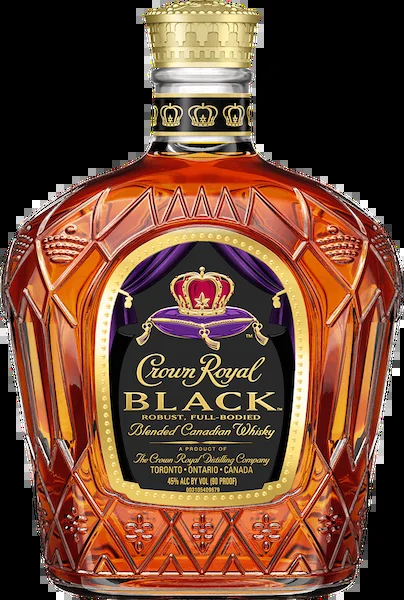 Crown Royal
BLACK™
ROBUST, FULL-BODIED
Blended Canadian Whisky
A PRODUCT OF
The Crown Royal Distilling Company
TORONTO • ONTARIO • CANADA
45% ALC BY VOL (90 PROOF)